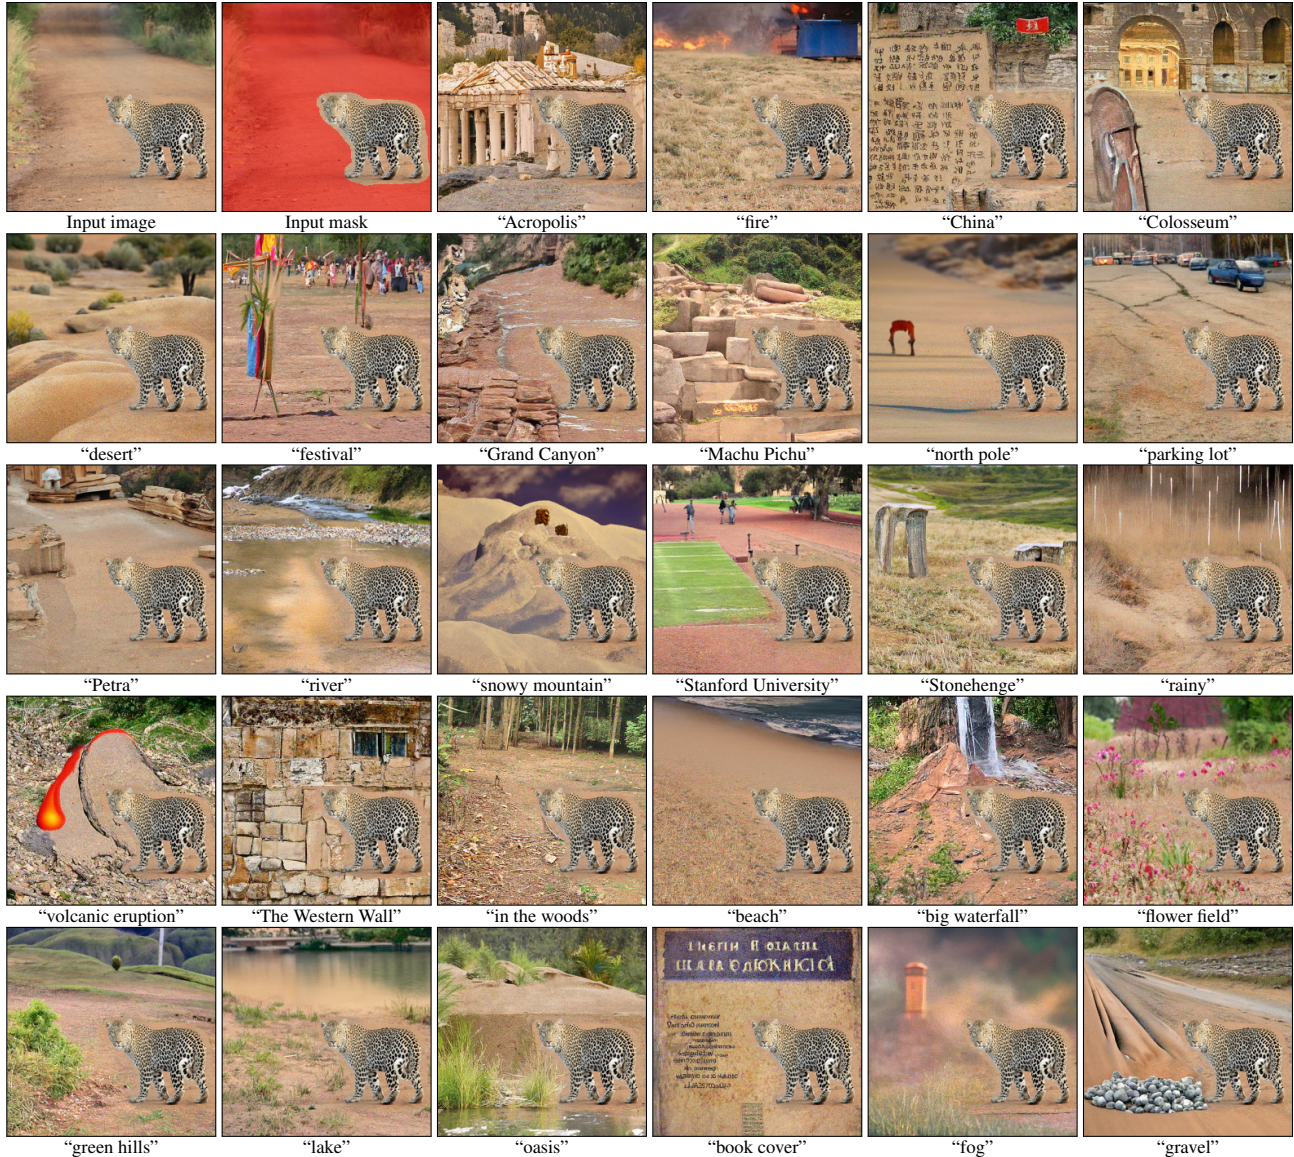 Input image
Input mask
“Acropolis”
“fire”
“China”
“Colosseum”
“desert”
“festival”
“Grand Canyon”
“Machu Pichu”
“north pole”
“parking lot”
“Petra”
“river”
“snowy mountain”
“Stanford University”
“Stonehenge”
“rainy”
“volcanic eruption”
“The Western Wall”
“in the woods”
“beach”
“big waterfall”
“flower field”
“green hills”
“lake”
“oasis”
“book cover”
“fog”
“gravel”